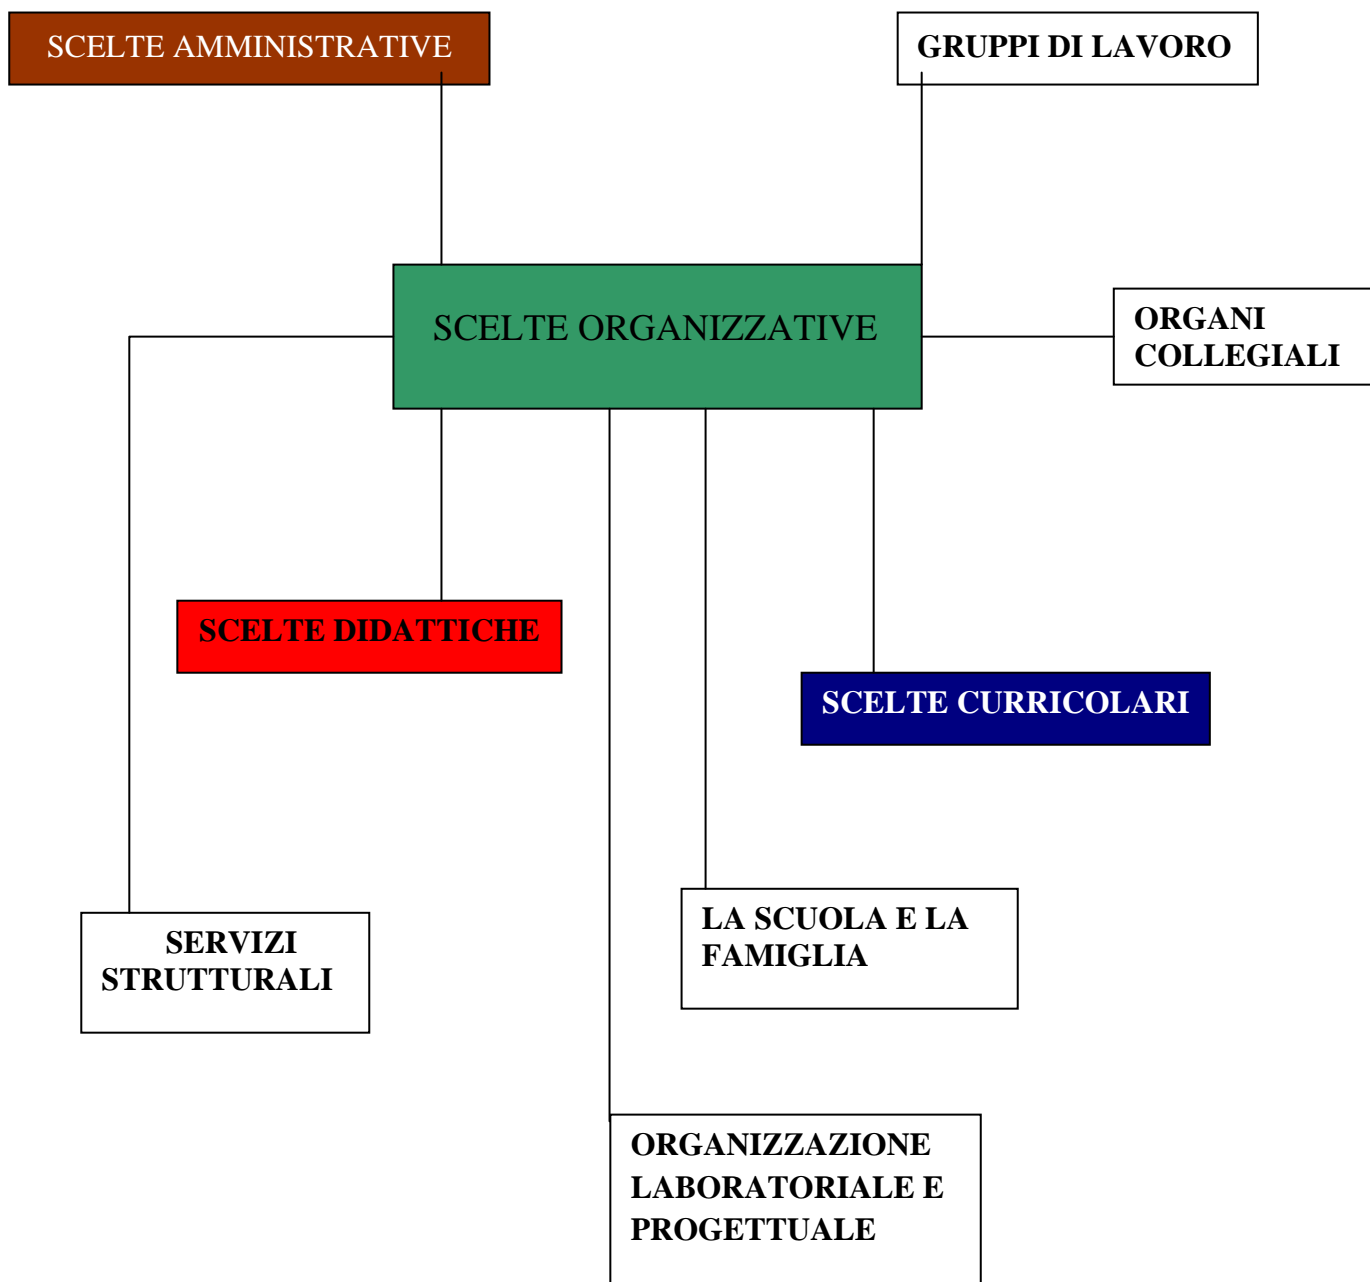 SCELTE AMMINISTRATIVE
GRUPPI DI LAVORO
SCELTE ORGANIZZATIVE
ORGANI
COLLEGIALI
SCELTE DIDATTICHE
SCELTE CURRICOLARI
SERVIZI
STRUTTURALI
LA SCUOLA E LA
FAMIGLIA
ORGANIZZAZIONE
LABORATORIALE E
PROGETTUALE